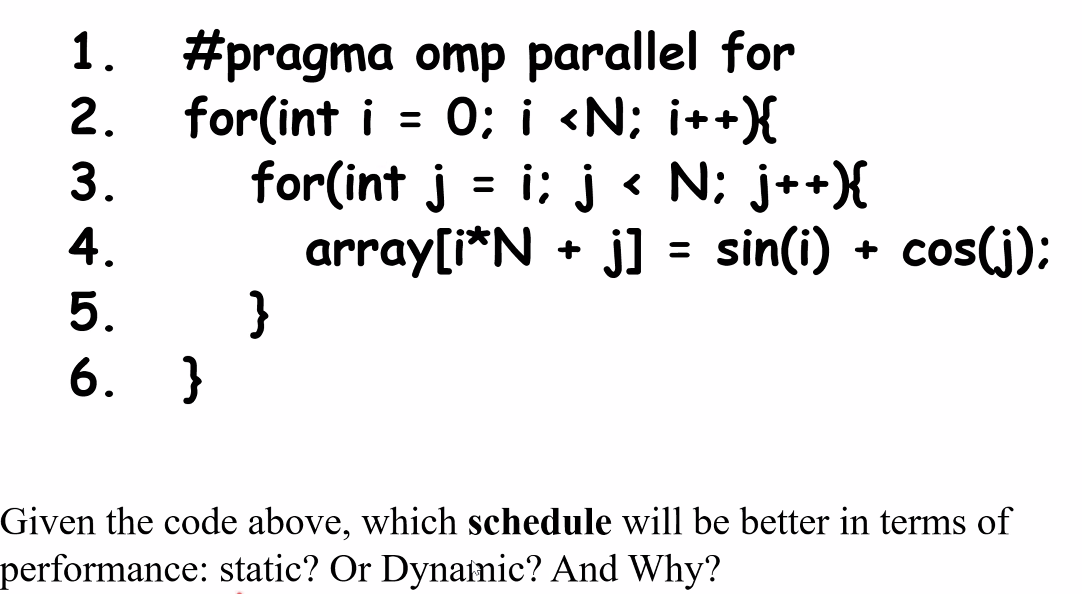 1. #pragma omp parallel for
2. for(int i = 0; i <N; i++){
3. for(int j = i; j < N; j++){
4. array[i*N + j] = sin(i) + cos(j);
5. }
6. }
Given the code above, which schedule will be better in terms of
performance: static? Or Dynamic? And Why?